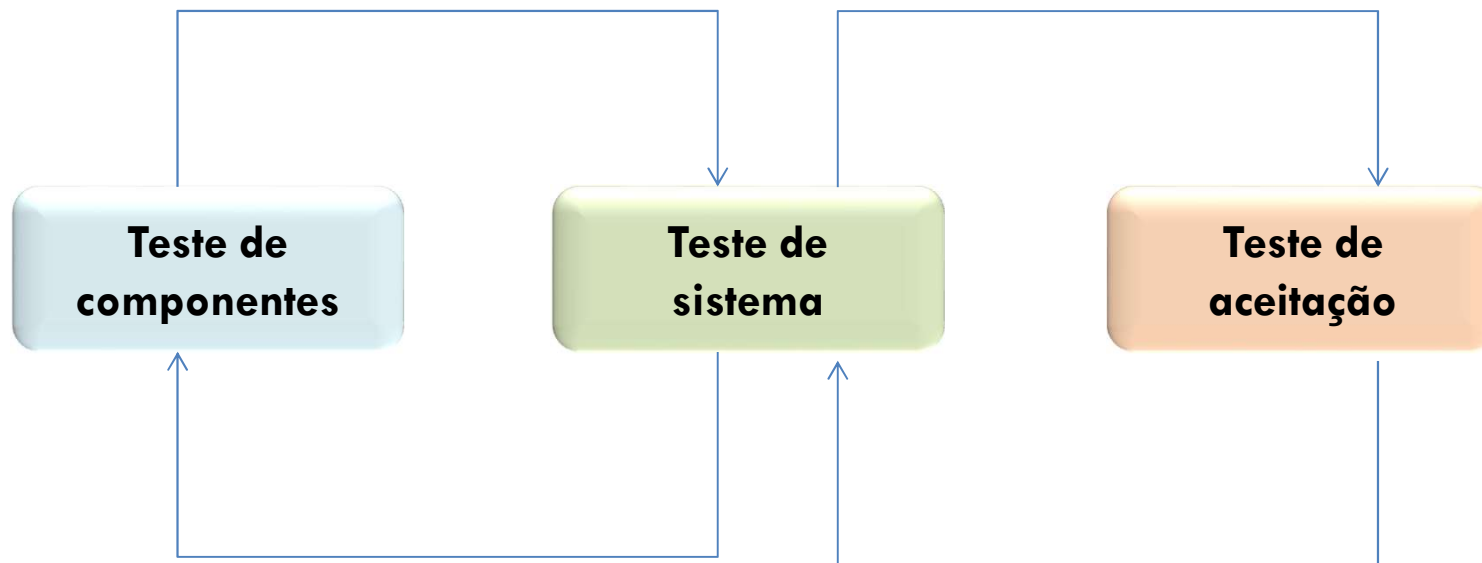 Teste de
componentes
Teste de
sistema
Teste de
aceitação